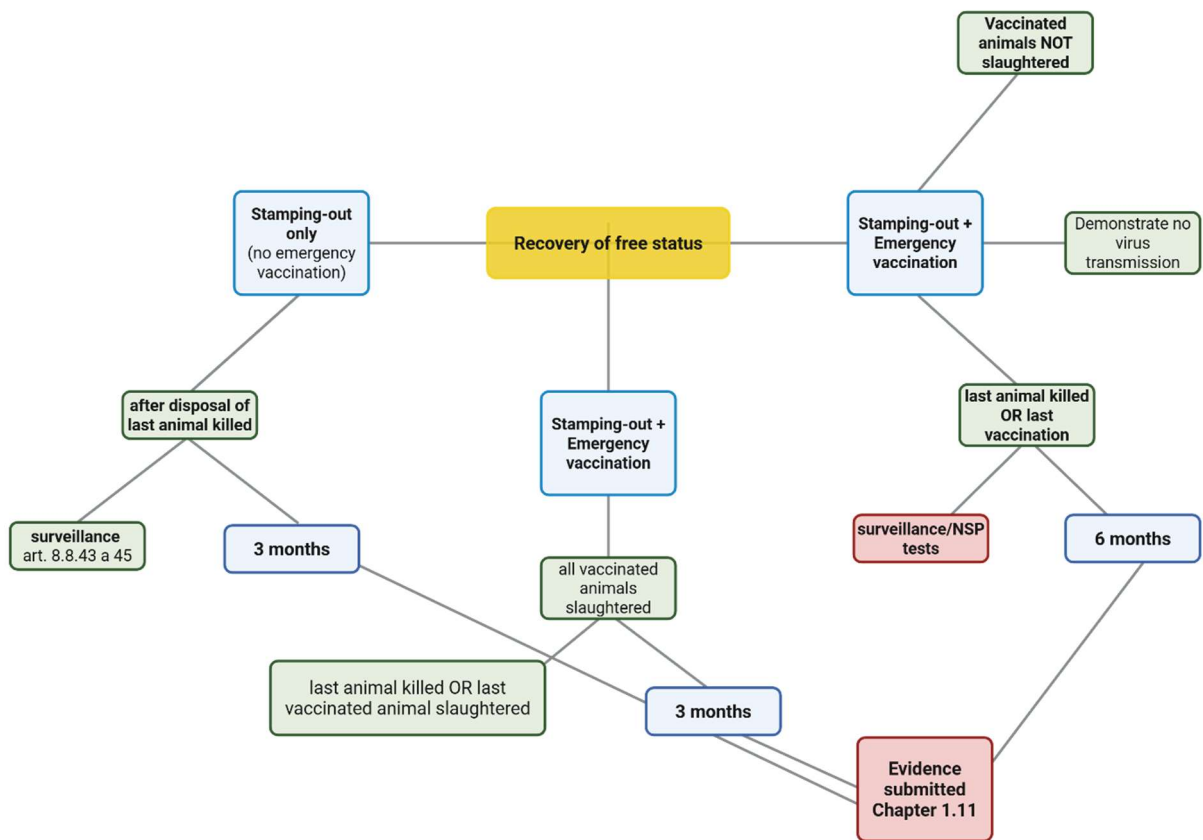 Vaccinated
animals NOT
slaughtered
Stamping-out
only
(no emergency
vaccination)
Recovery of free status
Stamping-out +
Emergency
vaccination
Demonstrate no
virus
transmission
after disposal of
last animal killed
Stamping-out +
Emergency
vaccination
last animal killed
OR last
vaccination
surveillance
art. 8.8.43 a 45
3 months
surveillance/NSP
tests
6 months
all vaccinated
animals
slaughtered
last animal killed OR last
vaccinated animal slaughtered
3 months
Evidence
submitted
Chapter 1.11